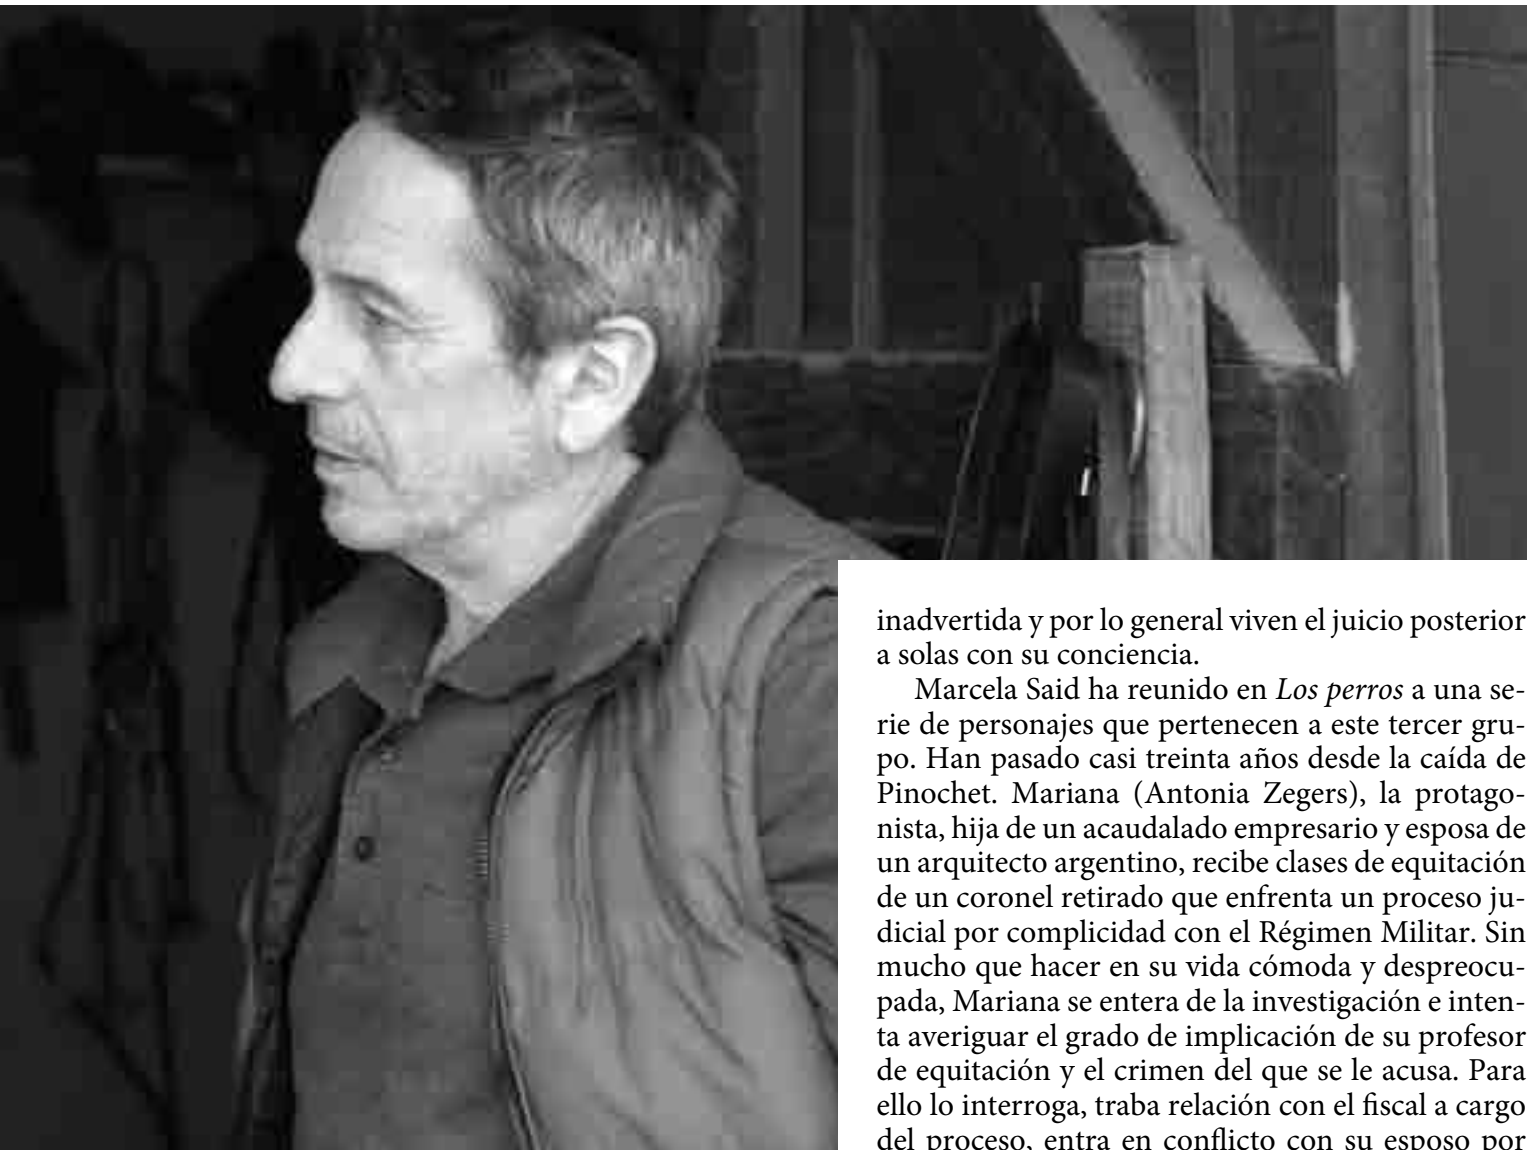 inadvertida y por lo general viven el juicio posterior
a solas con su conciencia.
Marcela Said ha reunido en Los perros a una se-
rie de personajes que pertenecen a este tercer gru-
po. Han pasado casi treinta años desde la caída de
Pinochet. Mariana (Antonia Zegers), la protago-
nista, hija de un acaudalado empresario y esposa de
un arquitecto argentino, recibe clases de equitación
de un coronel retirado que enfrenta un proceso ju-
dicial por complicidad con el Régimen Militar. Sin
mucho que hacer en su vida cómoda y despreocu-
pada, Mariana se entera de la investigación e inten-
ta averiguar el grado de implicación de su profesor
de equitación y el crimen del que se le acusa. Para
ello lo interroga, traba relación con el fiscal a cargo
del proceso, entra en conflicto con su esposo por